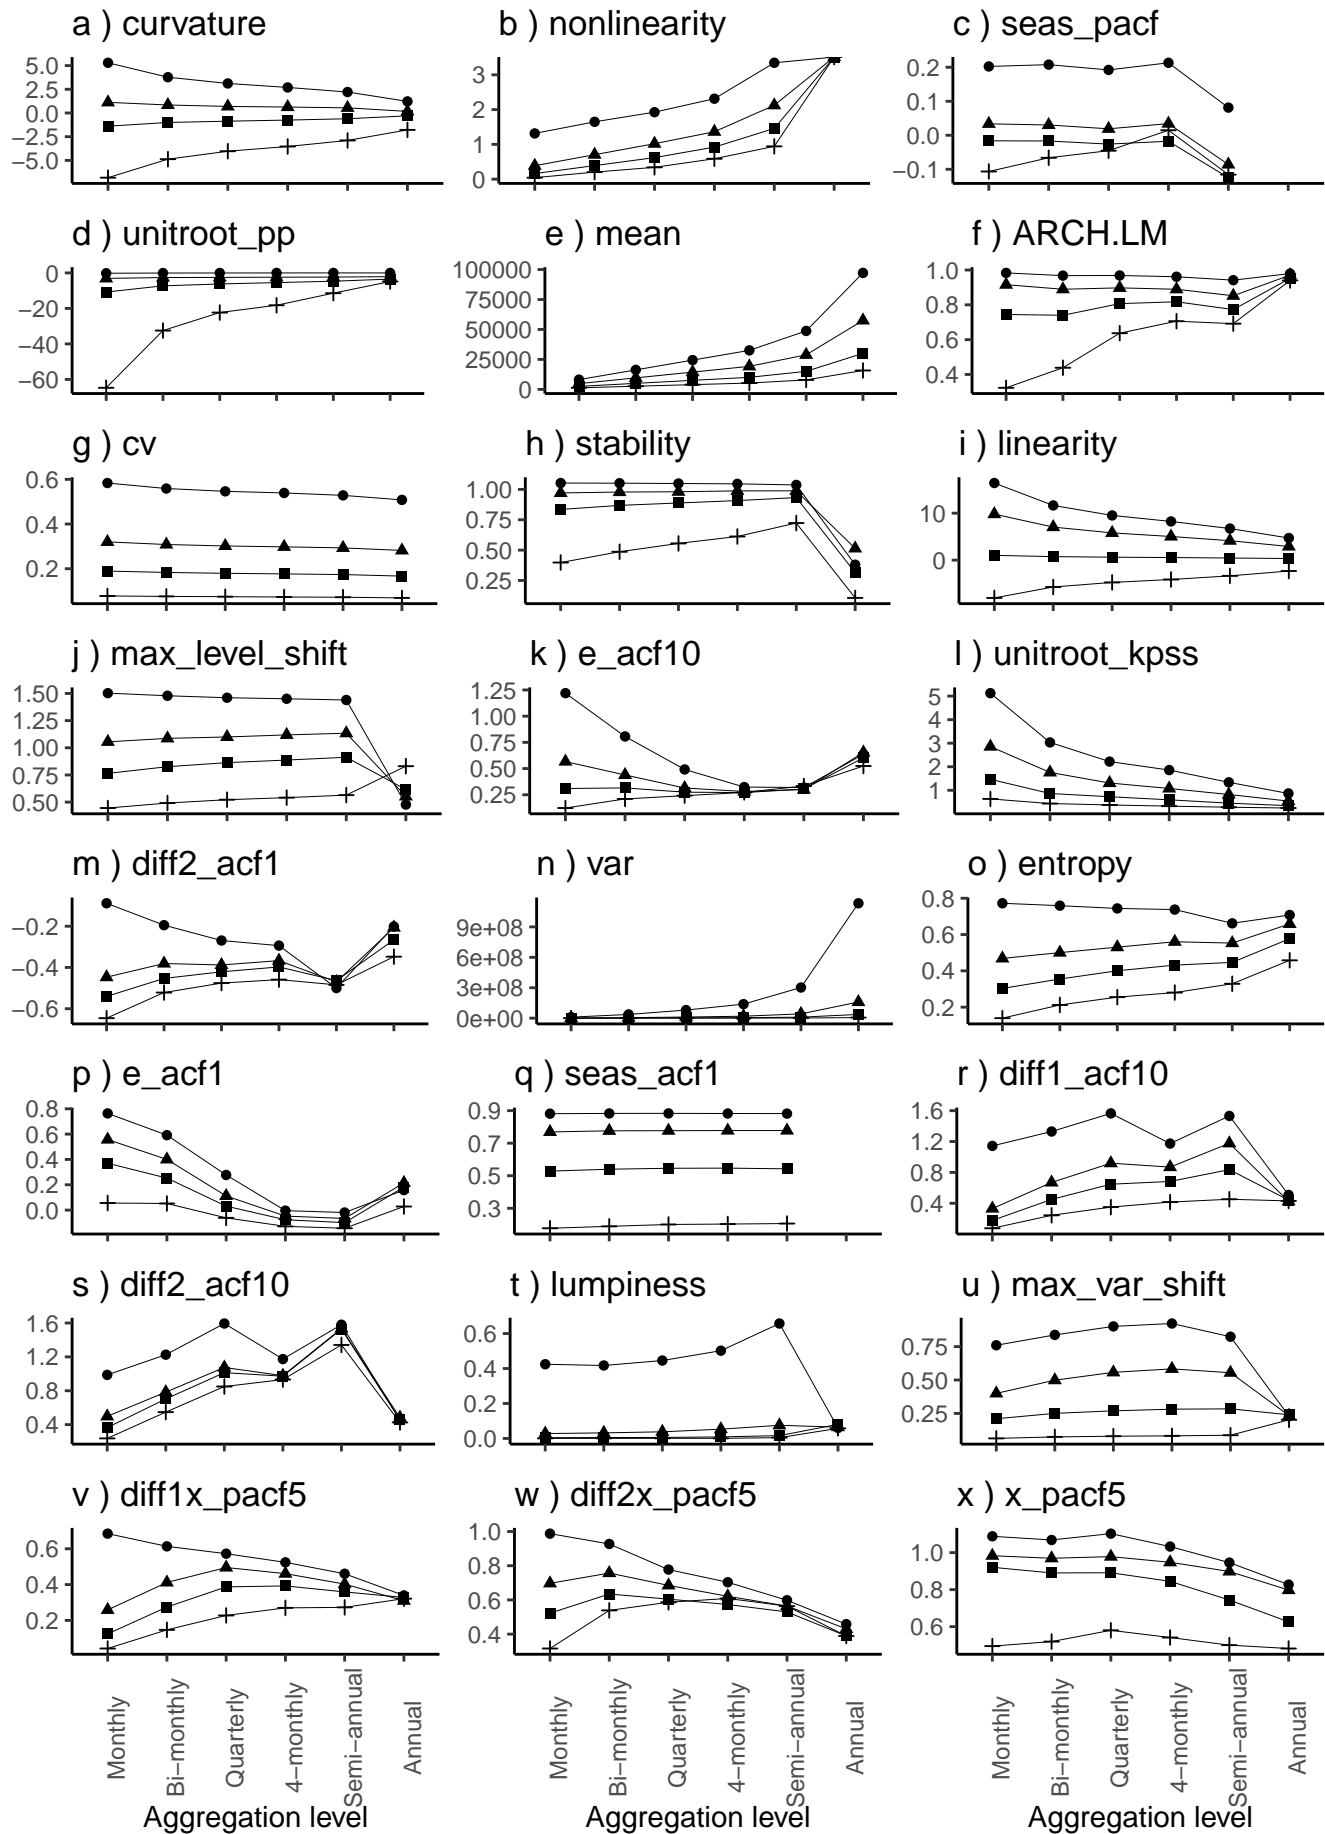 a ) curvature
5.0
2.5
0.0
−2.5
−5.0
b ) nonlinearity
3
2
1
0
c ) seas_pacf
0.2
0.1
0.0
−0.1
d ) unitroot_pp
0
−20
−40
−60
e ) mean
100000
75000
50000
25000
0
f ) ARCH.LM
1.0
0.8
0.6
0.4
g ) cv
0.6
0.4
0.2
h ) stability
1.00
0.75
0.50
0.25
i ) linearity
10
0
j ) max_level_shift
1.50
1.25
1.00
0.75
0.50
k ) e_acf10
1.25
1.00
0.75
0.50
0.25
l ) unitroot_kpss
5
4
3
2
1
m ) diff2_acf1
−0.2
−0.4
−0.6
n ) var
9e+08
6e+08
3e+08
0e+00
o ) entropy
0.8
0.6
0.4
0.2
p ) e_acf1
0.8
0.6
0.4
0.2
0.0
q ) seas_acf1
0.9
0.7
0.5
0.3
r ) diff1_acf10
1.6
1.2
0.8
0.4
s ) diff2_acf10
1.6
1.2
0.8
0.4
t ) lumpiness
0.6
0.4
0.2
0.0
u ) max_var_shift
0.75
0.50
0.25
v ) diff1x_pacf5
0.6
0.4
0.2
w ) diff2x_pacf5
1.0
0.8
0.6
0.4
x ) x_pacf5
1.0
0.8
0.6
Monthly
Bi−monthly
Quarterly
4−monthly
Semi−annual
Annual
Monthly
Bi−monthly
Quarterly
4−monthly
Semi−annual
Annual
Monthly
Bi−monthly
Quarterly
4−monthly
Semi−annual
Annual
Aggregation level
Aggregation level
Aggregation level